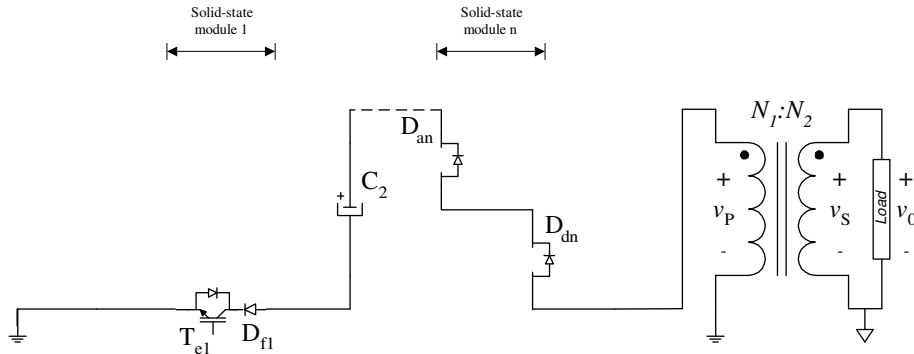 Solid-state
module 1
Solid-state
module n
D_an
N_1:N_2
C_2
+
D_dn
+
v_P
-
+
v_S
-
Load
+
v_0
-
T_e1
D_f1